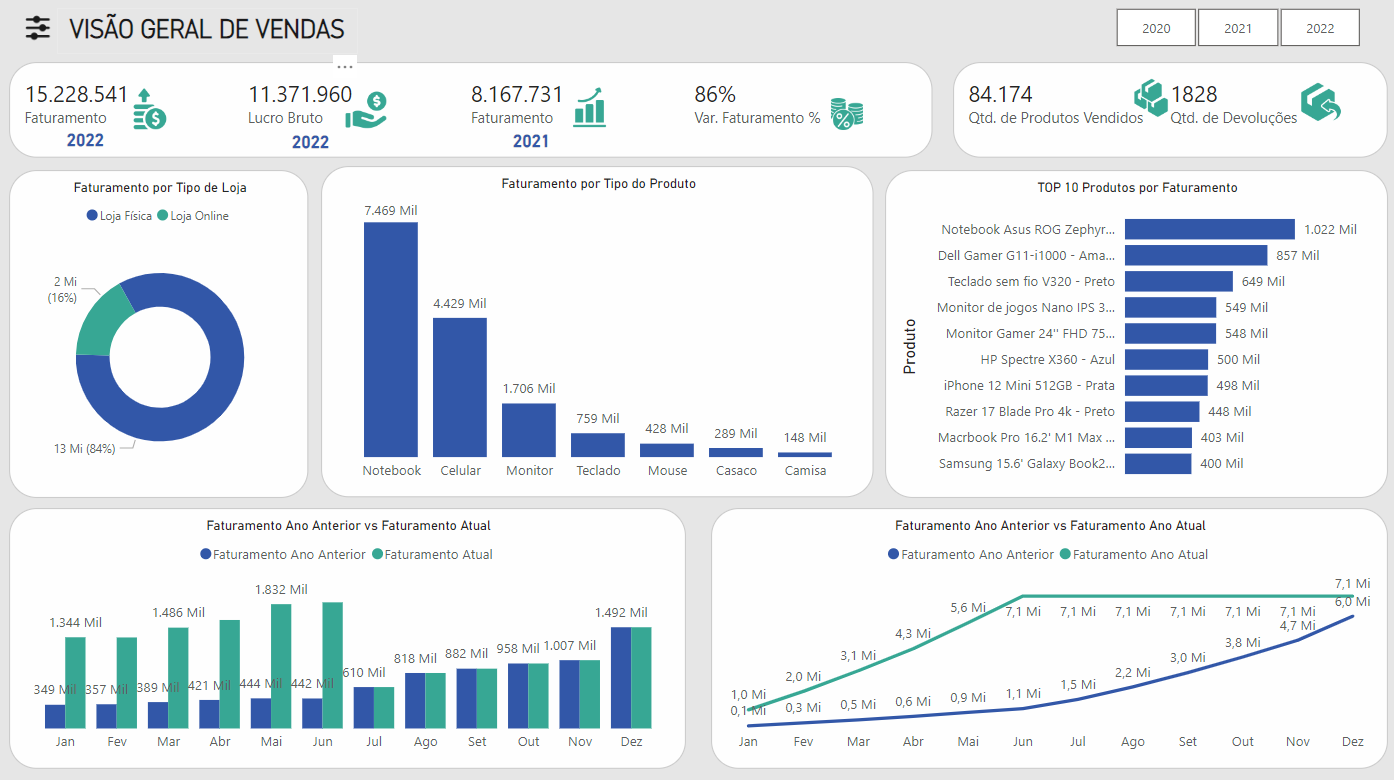 VISÃO GERAL DE VENDAS
2020
2021
2022
...
15.228.541
Faturamento
2022
11.371.960
Lucro Bruto
2022
8.167.731
Faturamento
2021
86%
Var. Faturamento %
84.174
Qtd. de Produtos Vendidos
1828
Qtd. de Devoluções
Faturamento por Tipo de Loja
Loja Física Loja Online
2 Mi
(16%)
13 Mi (84%)
Faturamento por Tipo do Produto
7.469 Mil
4.429 Mil
1.706 Mil
759 Mil
428 Mil
289 Mil
148 Mil
Notebook Celular Monitor Teclado Mouse Casaco Camisa
TOP 10 Produtos por Faturamento
Produto
Notebook Asus ROG Zephyr... 1.022 Mil
Dell Gamer G11-i1000 - Ama... 857 Mil
Teclado sem fio V320 - Preto 649 Mil
Monitor de jogos Nano IPS 3... 549 Mil
Monitor Gamer 24'' FHD 75... 548 Mil
HP Spectre X360 - Azul 500 Mil
iPhone 12 Mini 512GB - Prata 498 Mil
Razer 17 Blade Pro 4k - Preto 448 Mil
Macrbook Pro 16.2' M1 Max ... 403 Mil
Samsung 15.6' Galaxy Book2... 400 Mil
Faturamento Ano Anterior vs Faturamento Atual
Faturamento Ano Anterior Faturamento Atual
1.344 Mil 1.486 Mil 1.832 Mil
349 Mil 357 Mil 389 Mil 421 Mil 444 Mil 442 Mil 610 Mil 818 Mil 882 Mil 958 Mil 1.007 Mil 1.492 Mil
Jan Fev Mar Abr Mai Jun Jul Ago Set Out Nov Dez
Faturamento Ano Anterior vs Faturamento Ano Atual
Faturamento Ano Anterior Faturamento Ano Atual
1,0 Mi 2,0 Mi 3,1 Mi 4,3 Mi 5,6 Mi 7,1 Mi 7,1 Mi 7,1 Mi 7,1 Mi 7,1 Mi 7,1 Mi 7,1 Mi
0,1 Mi 0,3 Mi 0,5 Mi 0,6 Mi 0,9 Mi 1,1 Mi 1,5 Mi 2,2 Mi 3,0 Mi 3,8 Mi 4,7 Mi 6,0 Mi
Jan Fev Mar Abr Mai Jun Jul Ago Set Out Nov Dez